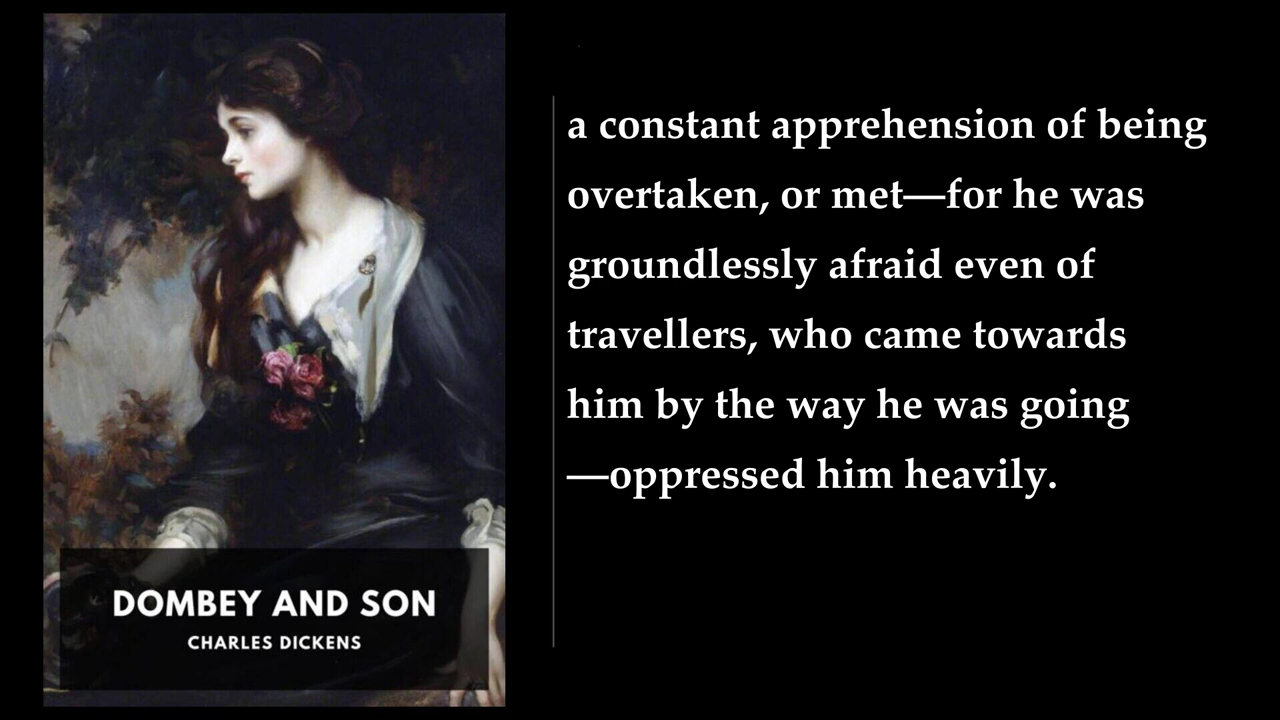 DOMBEY AND SON
CHARLES DICKENS
a constant apprehension of being
overtaken, or met—for he was
groundlessly afraid even of
travellers, who came towards
him by the way he was going
—oppressed him heavily.